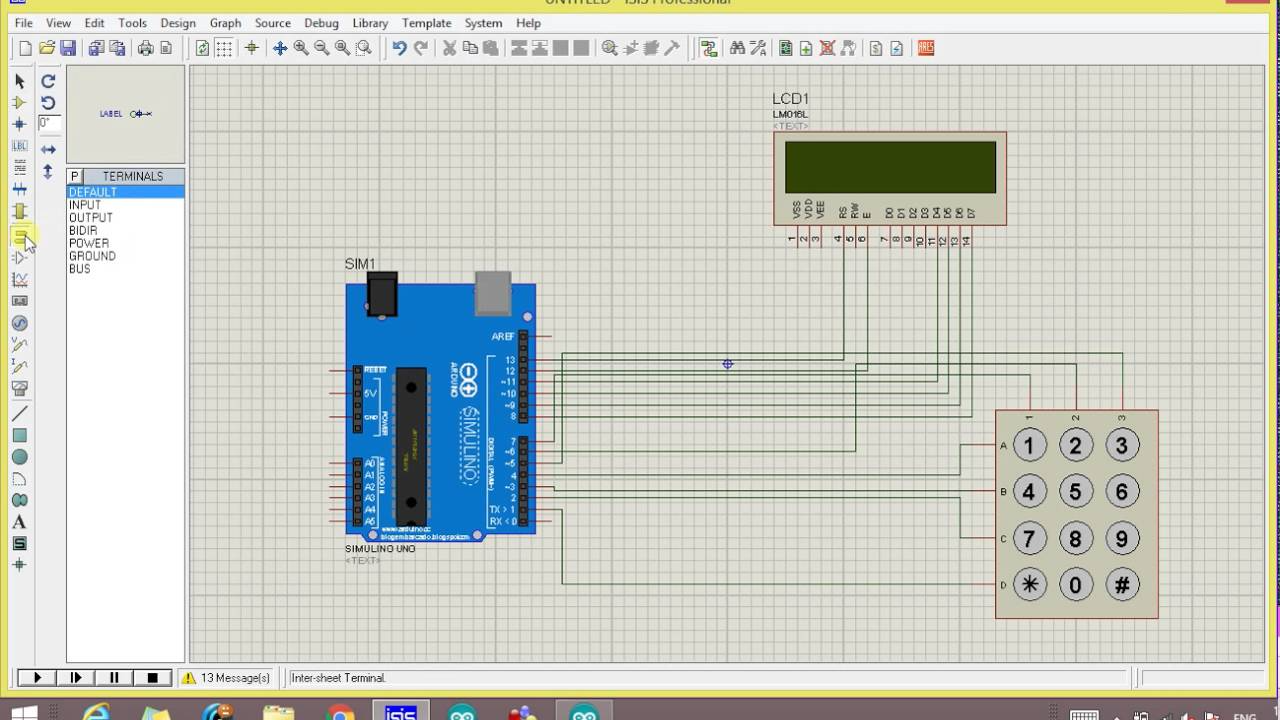 UNTITLED - ISIS Professional
File View Edit Tools Design Graph Source Debug Library Template System Help
ARES
LBL
0°
LABEL
P TERMINALS
DEFAULT
INPUT
OUTPUT
BIDIR
POWER
GROUND
BUS
A
S
LCD1
LM016L
<TEXT>
VSS VDD VEE RS RW E D0 D1 D2 D3 D4 D5 D6 D7
1 2 3 4 5 6 7 8 9 10 11 12 13 14
SIM1
AREF
13
12
~11
~10
~9
8
7
~6
~5
4
~3
2
TX > 1
RX < 0
RESET
5V
GND
POWER
A0
A1
A2
A3
A4
A5
ANALOG IN
ARDUINO
SIMULINO
DIGITAL (PWM~)
www.arduino.cc
blogembarcado.blogspot.com
SIMULINO UNO
<TEXT>
1 2 3
A 1 2 3
B 4 5 6
C 7 8 9
D * 0 #
13 Message(s)
Inter-sheet Terminal.
isis
ENG